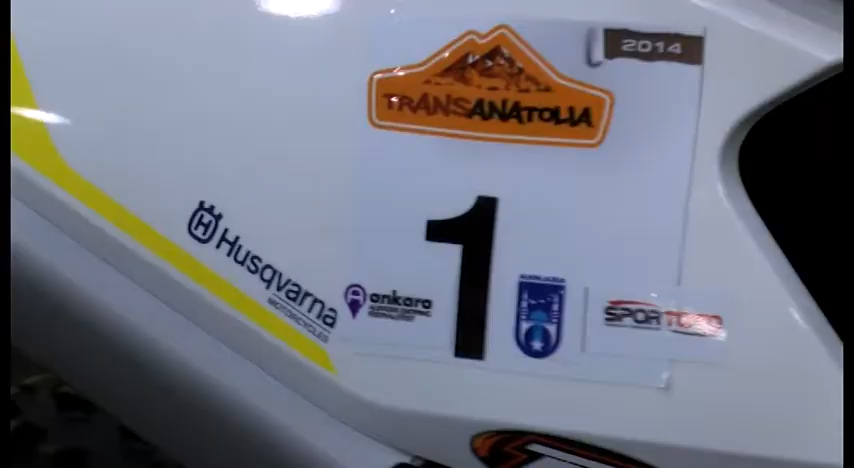 2014
TRANSANATOLIA
1
HUSQVARNA
MOTORCYCLES
ankara
SPORTOTO